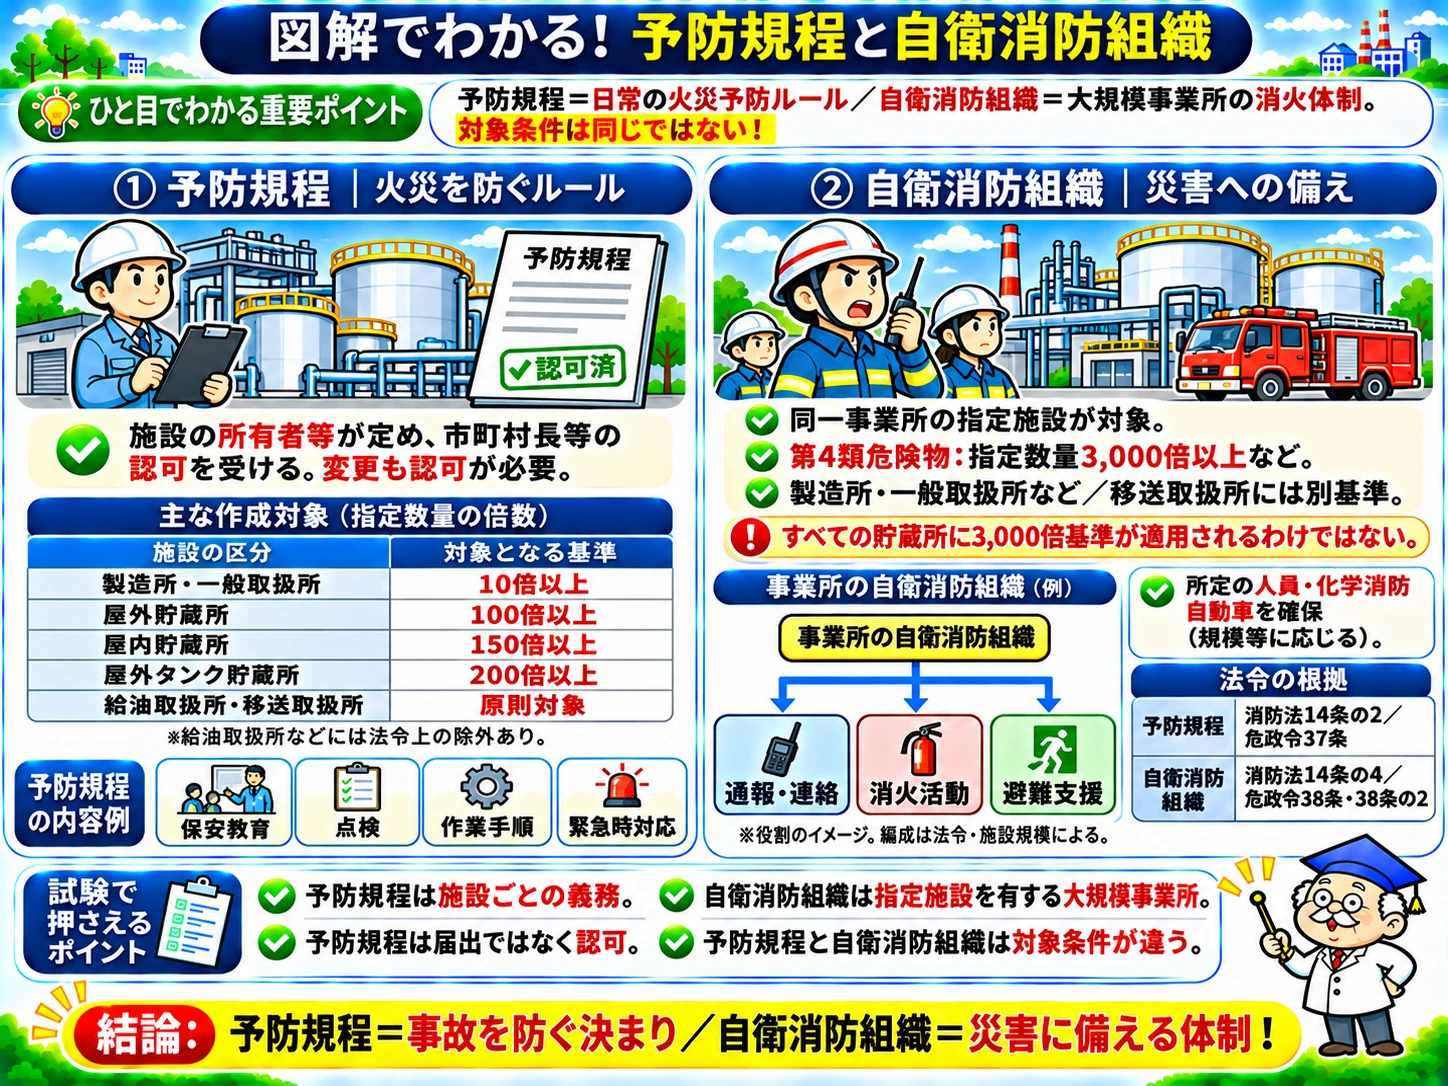 図解でわかる! 予防規程と自衛消防組織
ひと目でわかる重要ポイント
予防規程＝日常の火災予防ルール／自衛消防組織＝大規模事業所の消火体制。
対象条件は同じではない！
① 予防規程｜火災を防ぐルール
予防規程
認可済
施設の所有者等が定め、市町村長等の
認可を受ける。変更も認可が必要。
主な作成対象（指定数量の倍数）
施設の区分 対象となる基準
製造所・一般取扱所 10倍以上
屋外貯蔵所 100倍以上
屋内貯蔵所 150倍以上
屋外タンク貯蔵所 200倍以上
給油取扱所・移送取扱所 原則対象
※給油取扱所などには法令上の除外あり。
予防規程
の内容例
保安教育
点検
作業手順
緊急時対応
② 自衛消防組織｜災害への備え
同一事業所の指定施設が対象。
第4類危険物：指定数量3,000倍以上など。
製造所・一般取扱所など／移送取扱所には別基準。
すべての貯蔵所に3,000倍基準が適用されるわけではない。
事業所の自衛消防組織（例）
事業所の自衛消防組織
通報・連絡
消火活動
避難支援
※役割のイメージ。編成は法令・施設規模による。
所定の人員・化学消防
自動車を確保
（規模等に応じる）。
法令の根拠
予防規程
消防法14条の2／
危政令37条
自衛消防
組織
消防法14条の4／
危政令38条・38条の2
試験で
押さえる
ポイント
予防規程は施設ごとの義務。
自衛消防組織は指定施設を有する大規模事業所。
予防規程は届出ではなく認可。
予防規程と自衛消防組織は対象条件が違う。
結論：
予防規程＝事故を防ぐ決まり／自衛消防組織＝災害に備える体制！